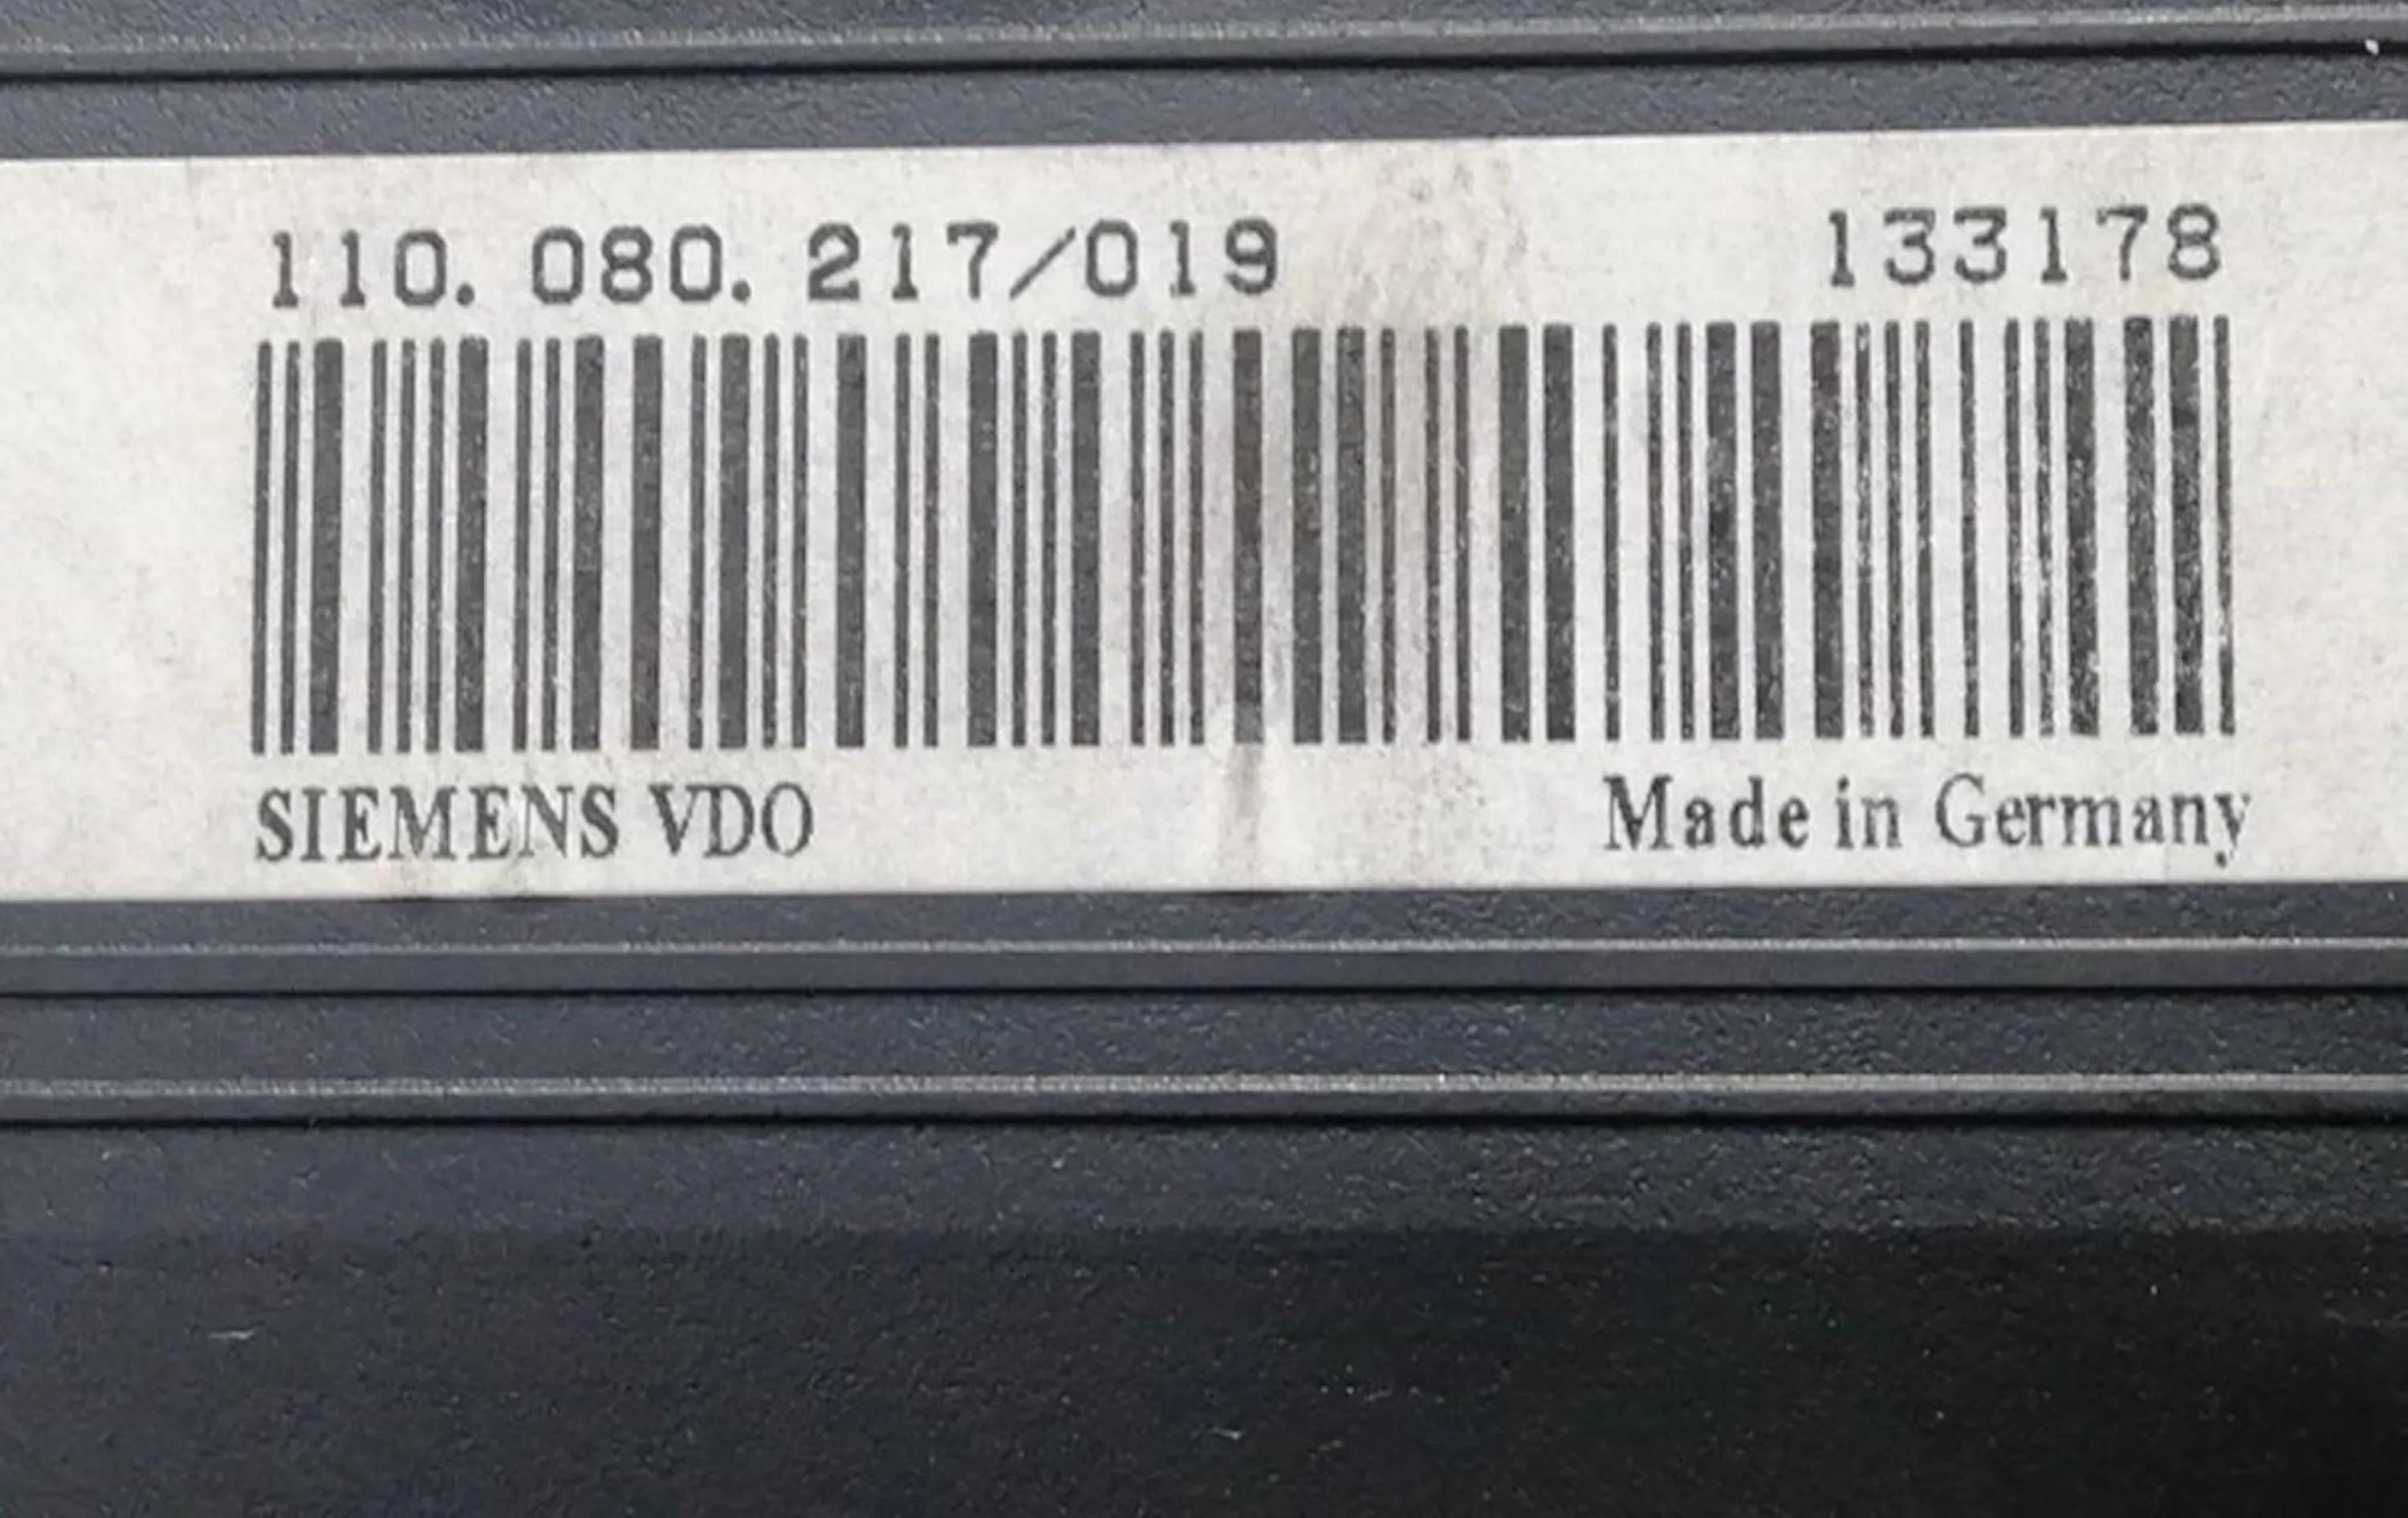 110. 080. 217/019 133178
SIEMENS VDO Made in Germany